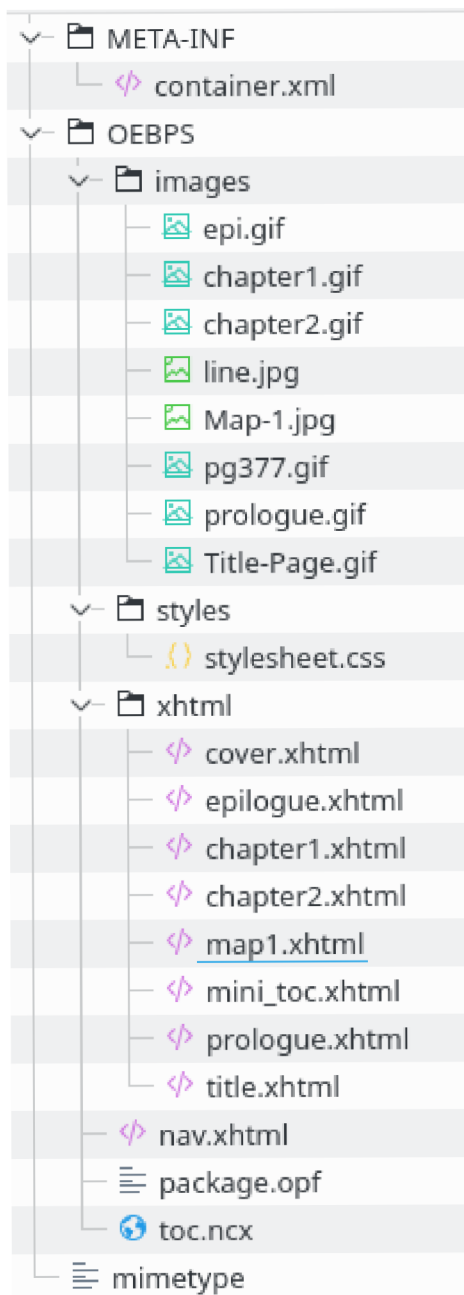 META-INF
container.xml
OEBPS
images
epi.gif
chapter1.gif
chapter2.gif
line.jpg
Map-1.jpg
pg377.gif
prologue.gif
Title-Page.gif
styles
stylesheet.css
xhtml
cover.xhtml
epilogue.xhtml
chapter1.xhtml
chapter2.xhtml
map1.xhtml
mini_toc.xhtml
prologue.xhtml
title.xhtml
nav.xhtml
package.opf
toc.ncx
mimetype